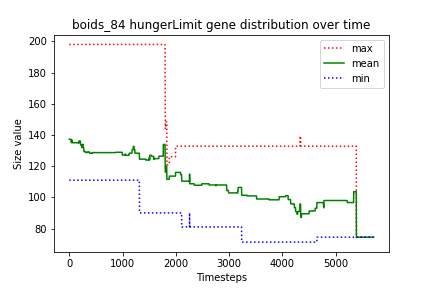 boids_84 hungerLimit gene distribution over time
200
180
160
140
120
100
80
Size value
max
mean
min
0
1000
2000
3000
4000
5000
Timesteps